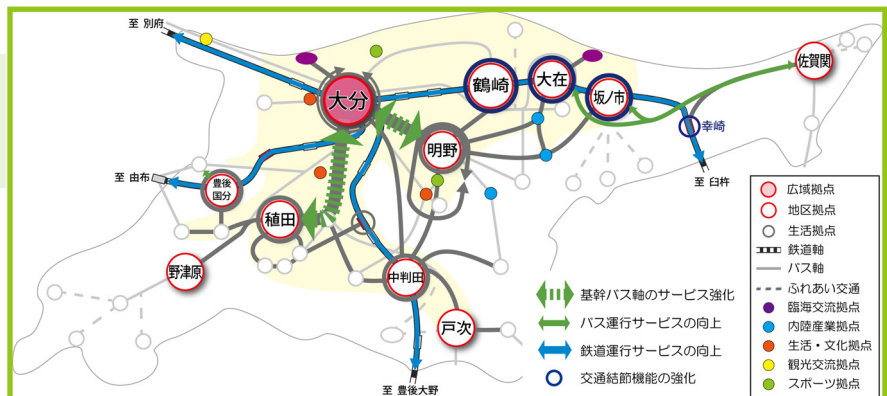 至 別府
大分
鶴崎
大在
坂ノ市
佐賀関
幸崎
明野
至 臼杵
至 由布
豊後
国分
稙田
野津原
中判田
戸次
至 豊後大野
基幹バス軸のサービス強化
バス運行サービスの向上
鉄道運行サービスの向上
交通結節機能の強化
広域拠点
地区拠点
生活拠点
鉄道軸
バス軸
ふれあい交通
臨海交流拠点
内陸産業拠点
生活・文化拠点
観光交流拠点
スポーツ拠点